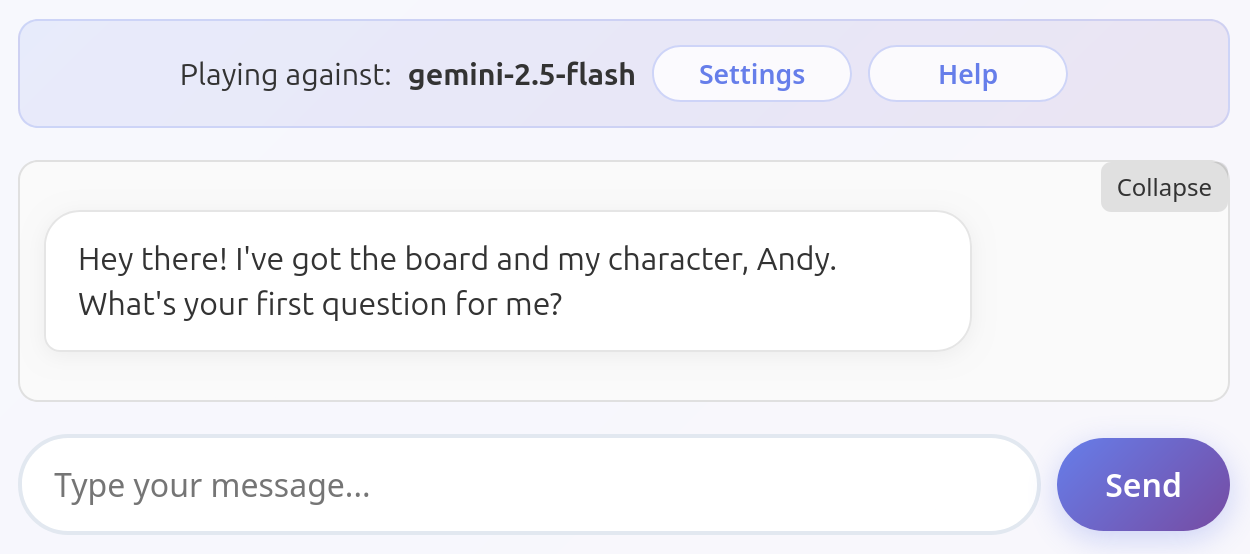 Playing against: gemini-2.5-flash Settings Help
Collapse
Hey there! I've got the board and my character, Andy.
What's your first question for me?
Type your message...
Send